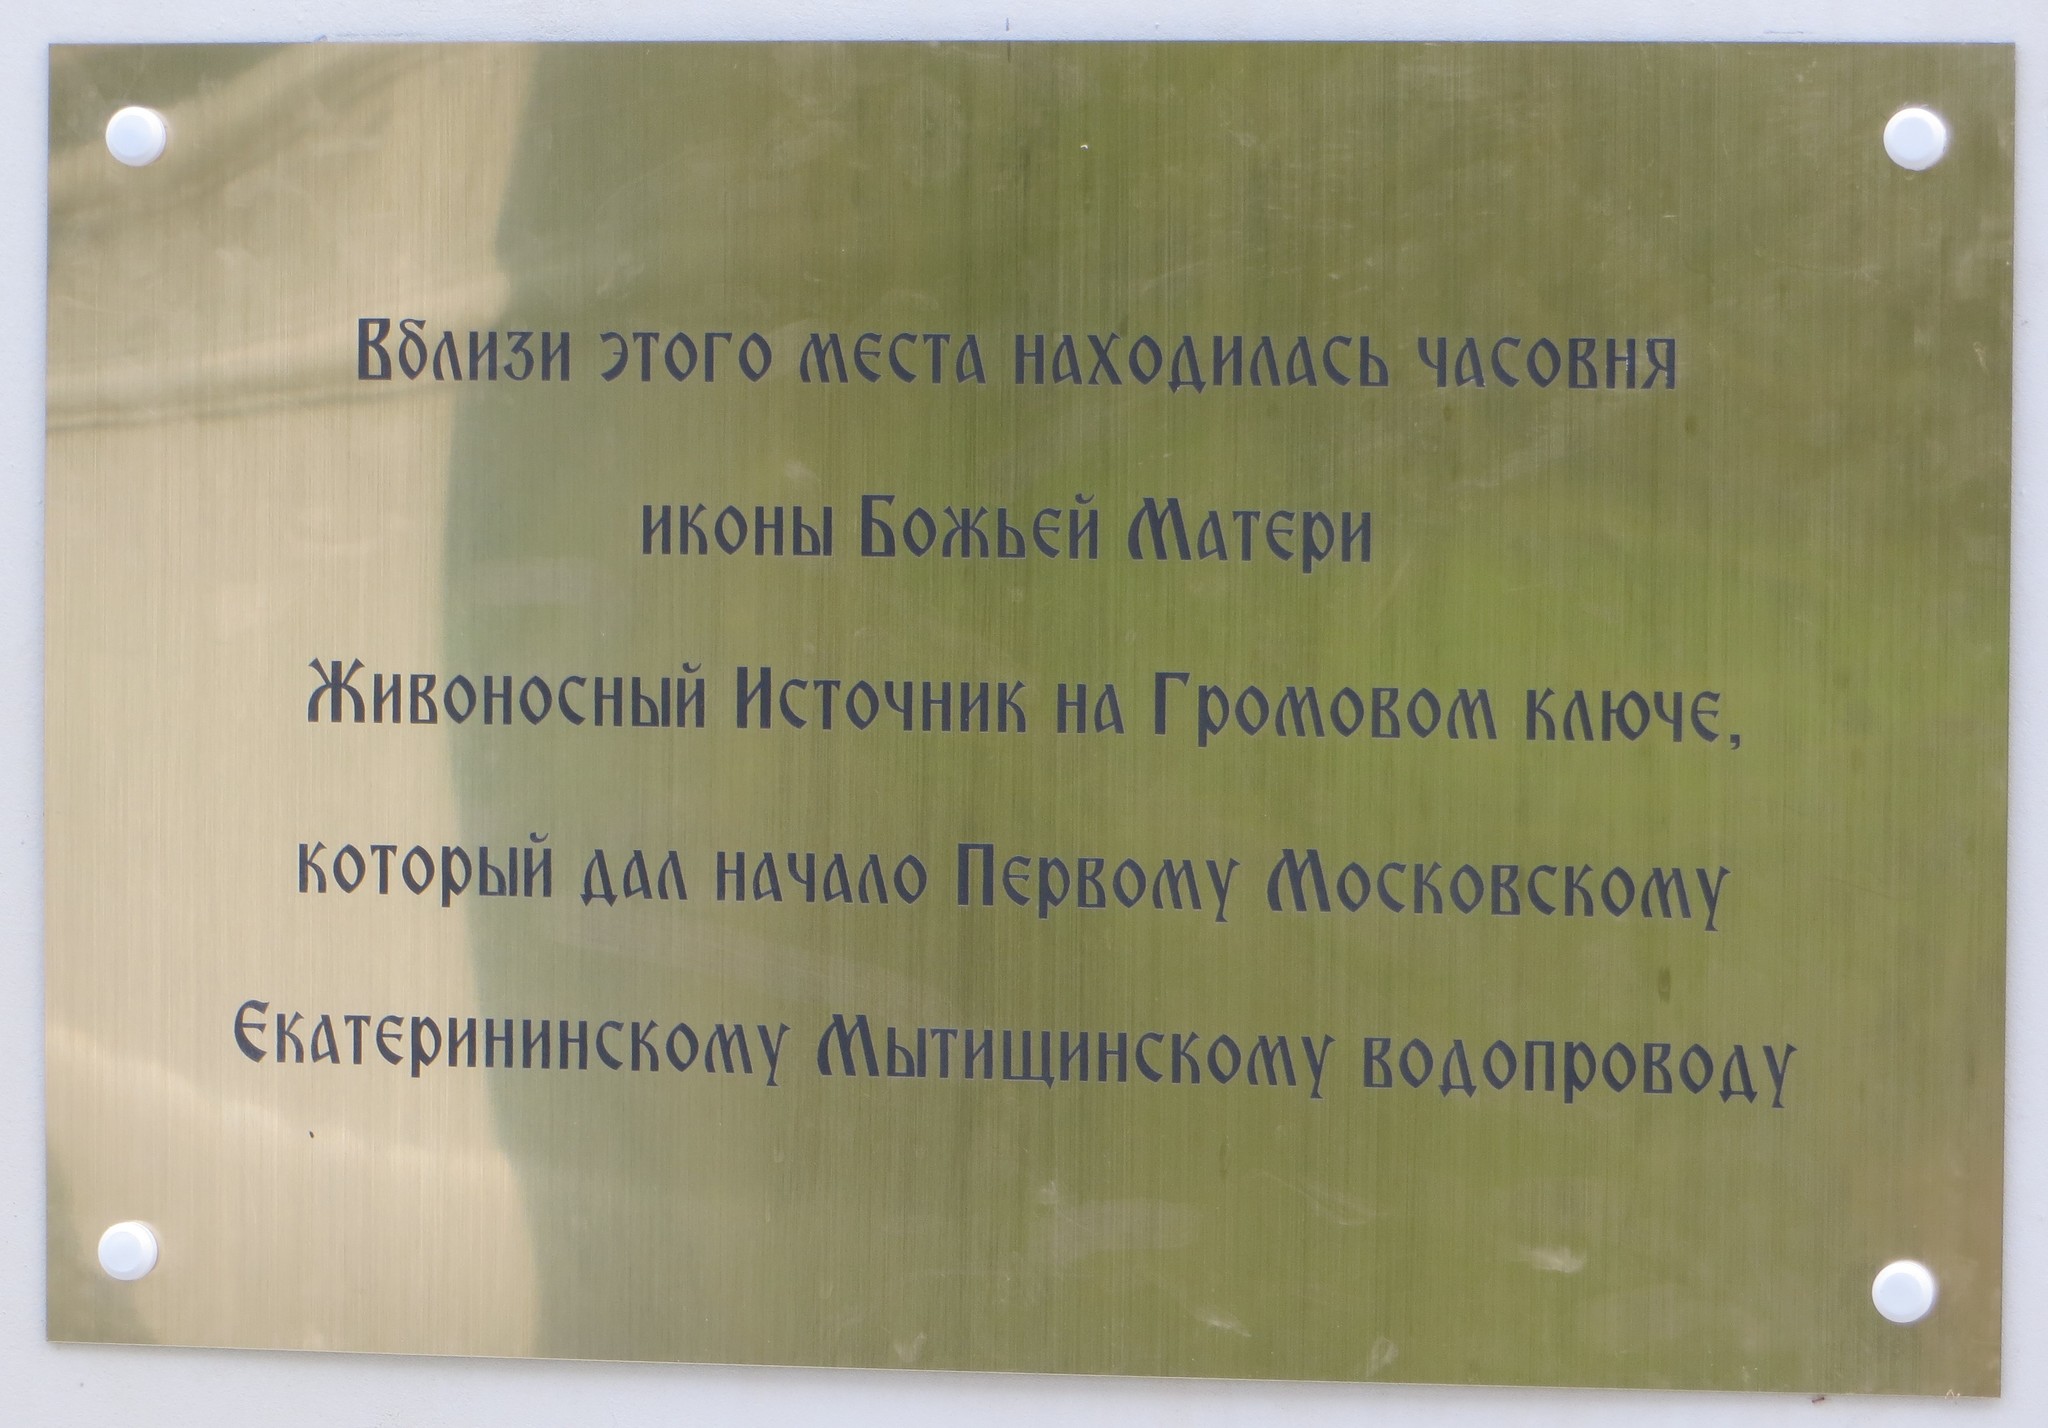 Вблизи этого места находилась часовня
иконы Божьей Матери
Живоносный Источник на Громовом ключе,
который дал начало Первому Московскому
Екатерининскому Мытищинскому водопроводу